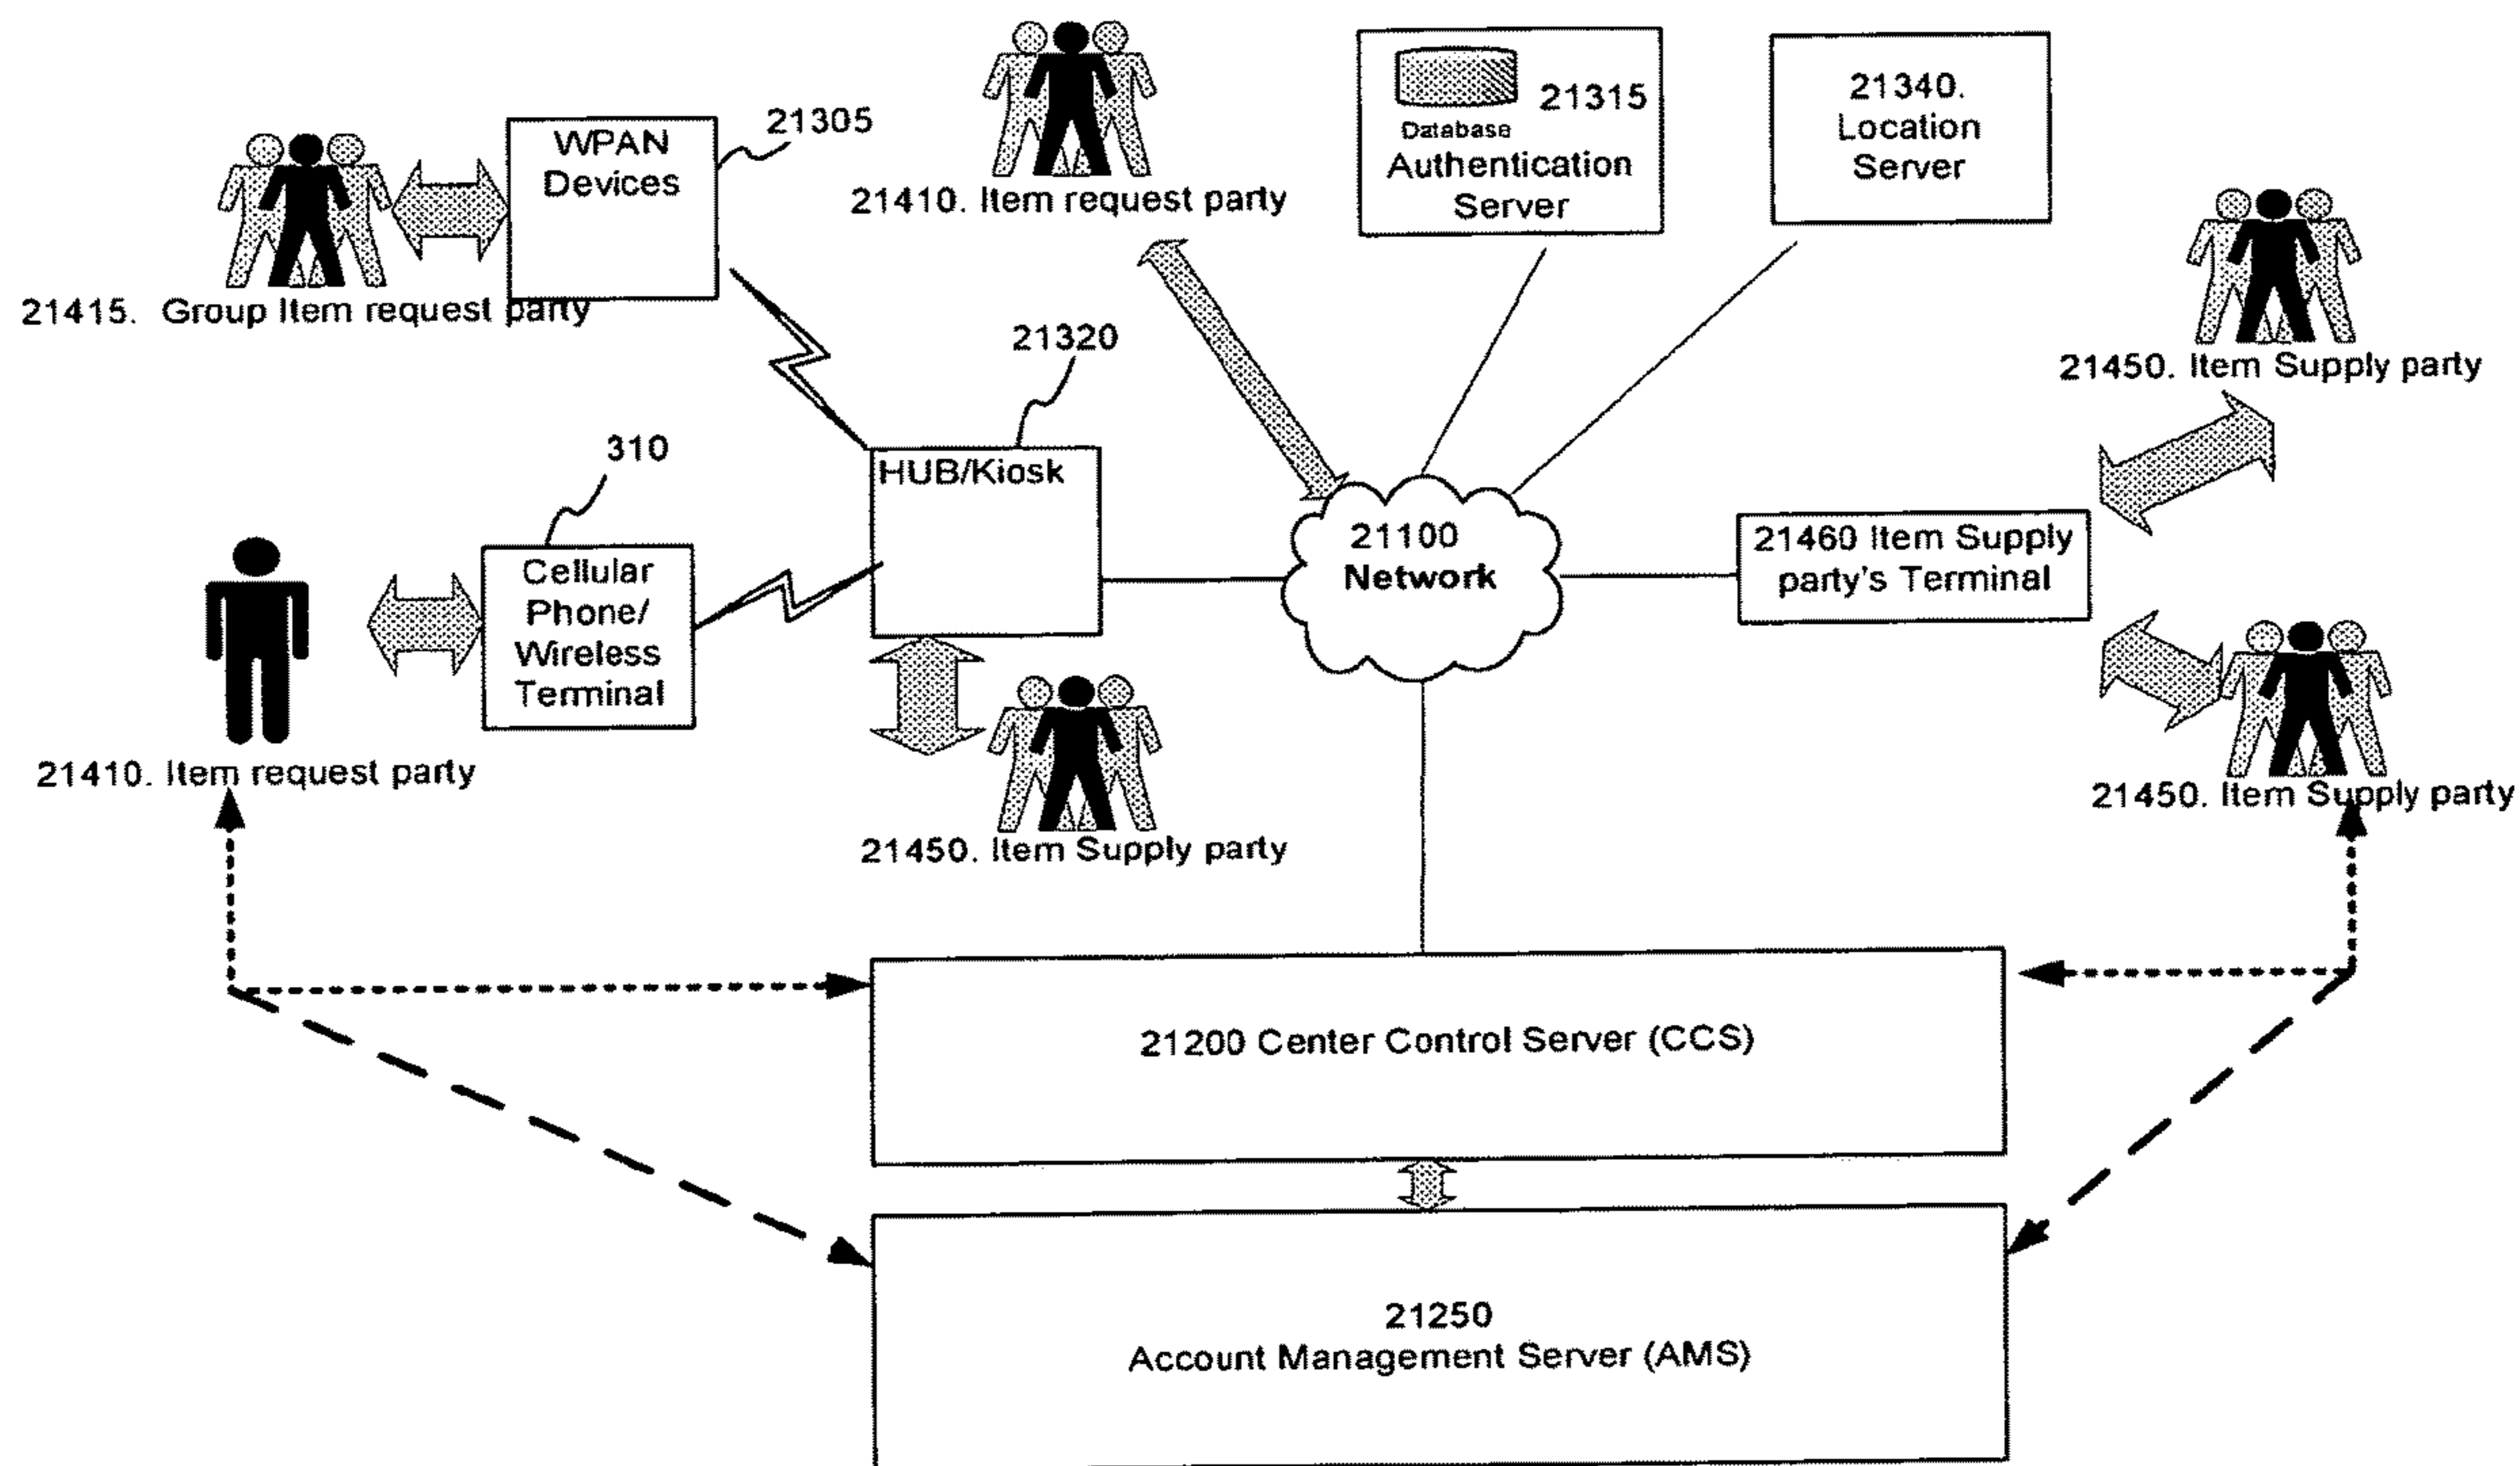 21305
WPAN
Devices
21415. Group Item request party
21410. Item request party
21315
Database
Authentication
Server
21340.
Location
Server
21450. Item Supply party
21320
HUB/Kiosk
310
Cellular
Phone/
Wireless
Terminal
21410. Item request party
21100
Network
21460 Item Supply
party's Terminal
21450. Item Supply party
21450. Item Supply party
21200 Center Control Server (CCS)
21250
Account Management Server (AMS)